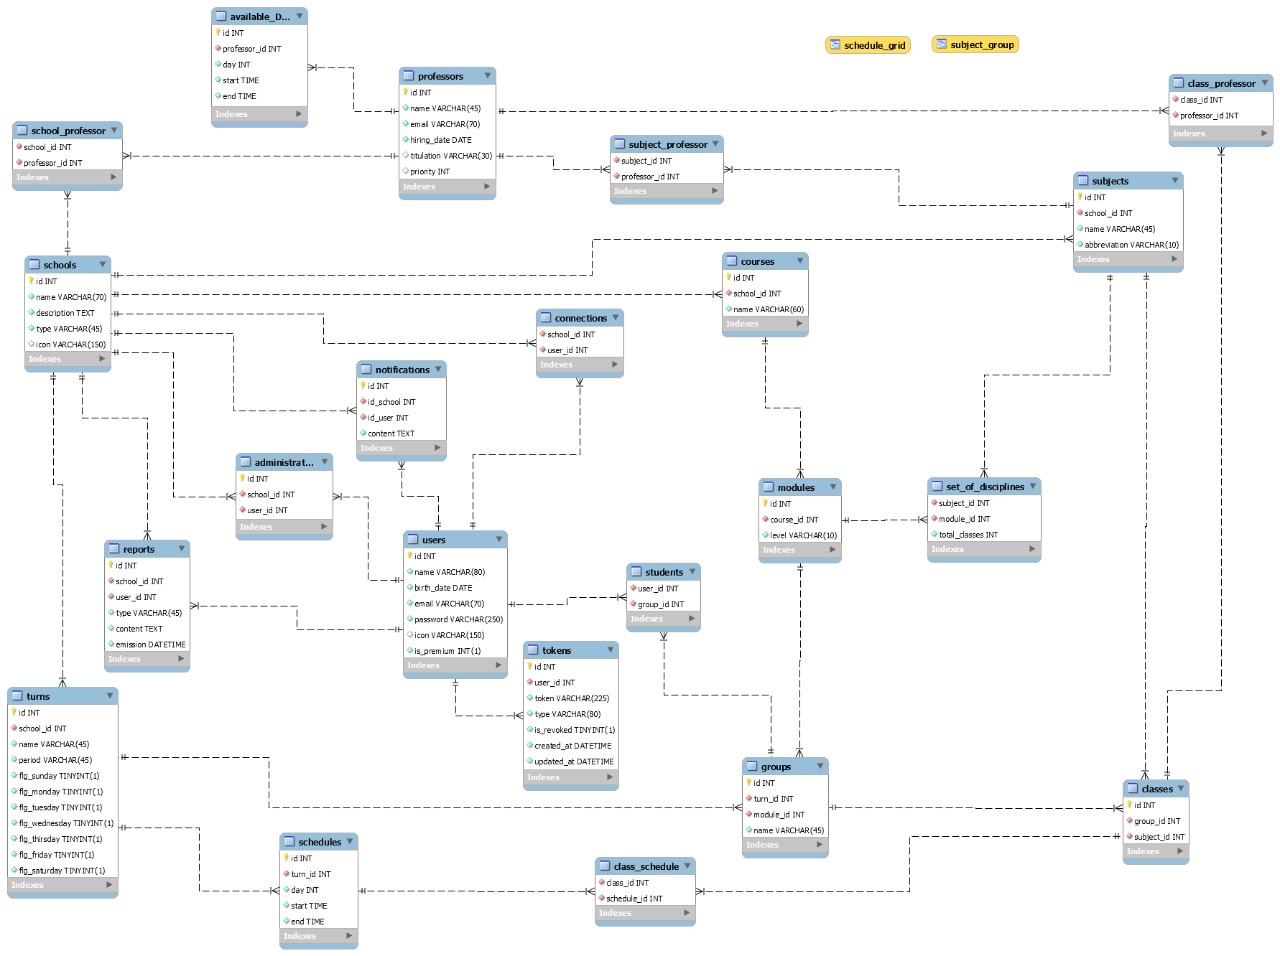 available_D...
id INT
professor_id INT
day INT
start TIME
end TIME
Indexes
professors
id INT
name VARCHAR(45)
email VARCHAR(70)
hiring_date DATE
titulation VARCHAR(30)
priority INT
Indexes
schedule_grid
subject_group
class_professor
class_id INT
professor_id INT
Indexes
school_professor
school_id INT
professor_id INT
Indexes
subject_professor
subject_id INT
professor_id INT
Indexes
subjects
id INT
school_id INT
name VARCHAR(45)
abbreviation VARCHAR(10)
Indexes
schools
id INT
name VARCHAR(70)
description TEXT
type VARCHAR(45)
icon VARCHAR(150)
Indexes
courses
id INT
school_id INT
name VARCHAR(60)
Indexes
connections
school_id INT
user_id INT
Indexes
notifications
id INT
id_school INT
id_user INT
content TEXT
Indexes
administrat...
id INT
school_id INT
user_id INT
Indexes
modules
id INT
course_id INT
level VARCHAR(10)
Indexes
set_of_disciplines
subject_id INT
module_id INT
total_classes INT
Indexes
reports
id INT
school_id INT
user_id INT
type VARCHAR(45)
content TEXT
emission DATETIME
Indexes
users
id INT
name VARCHAR(80)
birth_date DATE
email VARCHAR(70)
password VARCHAR(250)
icon VARCHAR(150)
is_premium INT(1)
Indexes
students
user_id INT
group_id INT
Indexes
tokens
id INT
user_id INT
token VARCHAR(225)
type VARCHAR(80)
is_revoked TINYINT(1)
created_at DATETIME
updated_at DATETIME
Indexes
turns
id INT
school_id INT
name VARCHAR(45)
period VARCHAR(45)
flg_sunday TINYINT(1)
flg_monday TINYINT(1)
flg_tuesday TINYINT(1)
flg_wednesday TINYINT(1)
flg_thirsday TINYINT(1)
flg_friday TINYINT(1)
flg_saturday TINYINT(1)
Indexes
groups
id INT
turn_id INT
module_id INT
name VARCHAR(45)
Indexes
classes
id INT
group_id INT
subject_id INT
Indexes
schedules
id INT
turn_id INT
day INT
start TIME
end TIME
Indexes
class_schedule
class_id INT
schedule_id INT
Indexes